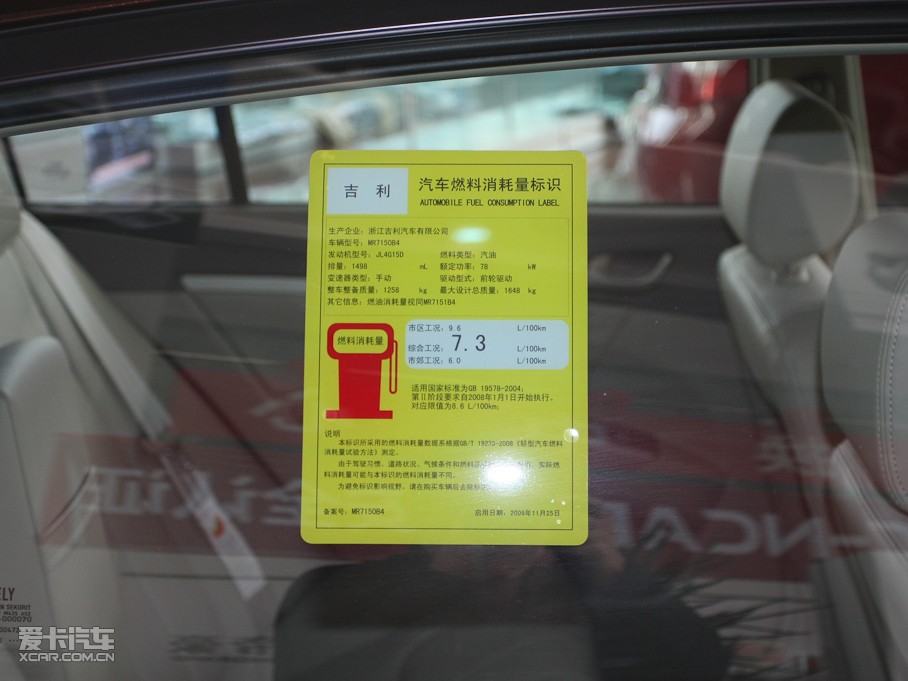 吉 利
汽车燃料消耗量标识
AUTOMOBILE FUEL CONSUMPTION LABEL
生产企业：浙江吉利汽车有限公司
车辆型号：MR7150B4
发动机型号：JL4G15D 燃料类型：汽油
排量：1498 mL 额定功率：78 kW
变速器类型：手动 驱动型式：前轮驱动
整车整备质量：1258 kg 最大设计总质量：1648 kg
其它信息：燃油消耗量视同MR7151B4
燃料消耗量
市区工况：9.6 L/100km
综合工况：7.3 L/100km
市郊工况：6.0 L/100km
适用国家标准为GB 19578-2004；
第Ⅱ阶段要求自2008年1月1日开始执行，
对应限值为8.6 L/100km；
说明
本标识所采用的燃料消耗量数据系根据GB/T 19233-2008《轻型汽车燃料
消耗量试验方法》测定。
由于驾驶习惯、道路状况、气候条件和燃料 实际燃
料消耗量可能与本标识的燃料消耗量不同。
为避免标识影响视野，请在购买车辆后去除标
备案号：MR7150B4 启用日期：2009年11月25日
ELY
SEKURIT
000070
爱卡汽车
XCAR.COM.CN
NCAP